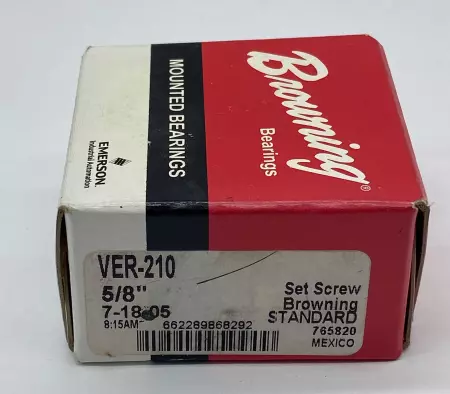 Browning®
Bearings
MOUNTED BEARINGS
EMERSON
Industrial Automation
VER-210
5/8"
7-18-05
8:15AM
662289868292
Set Screw
Browning
STANDARD
765820
MEXICO